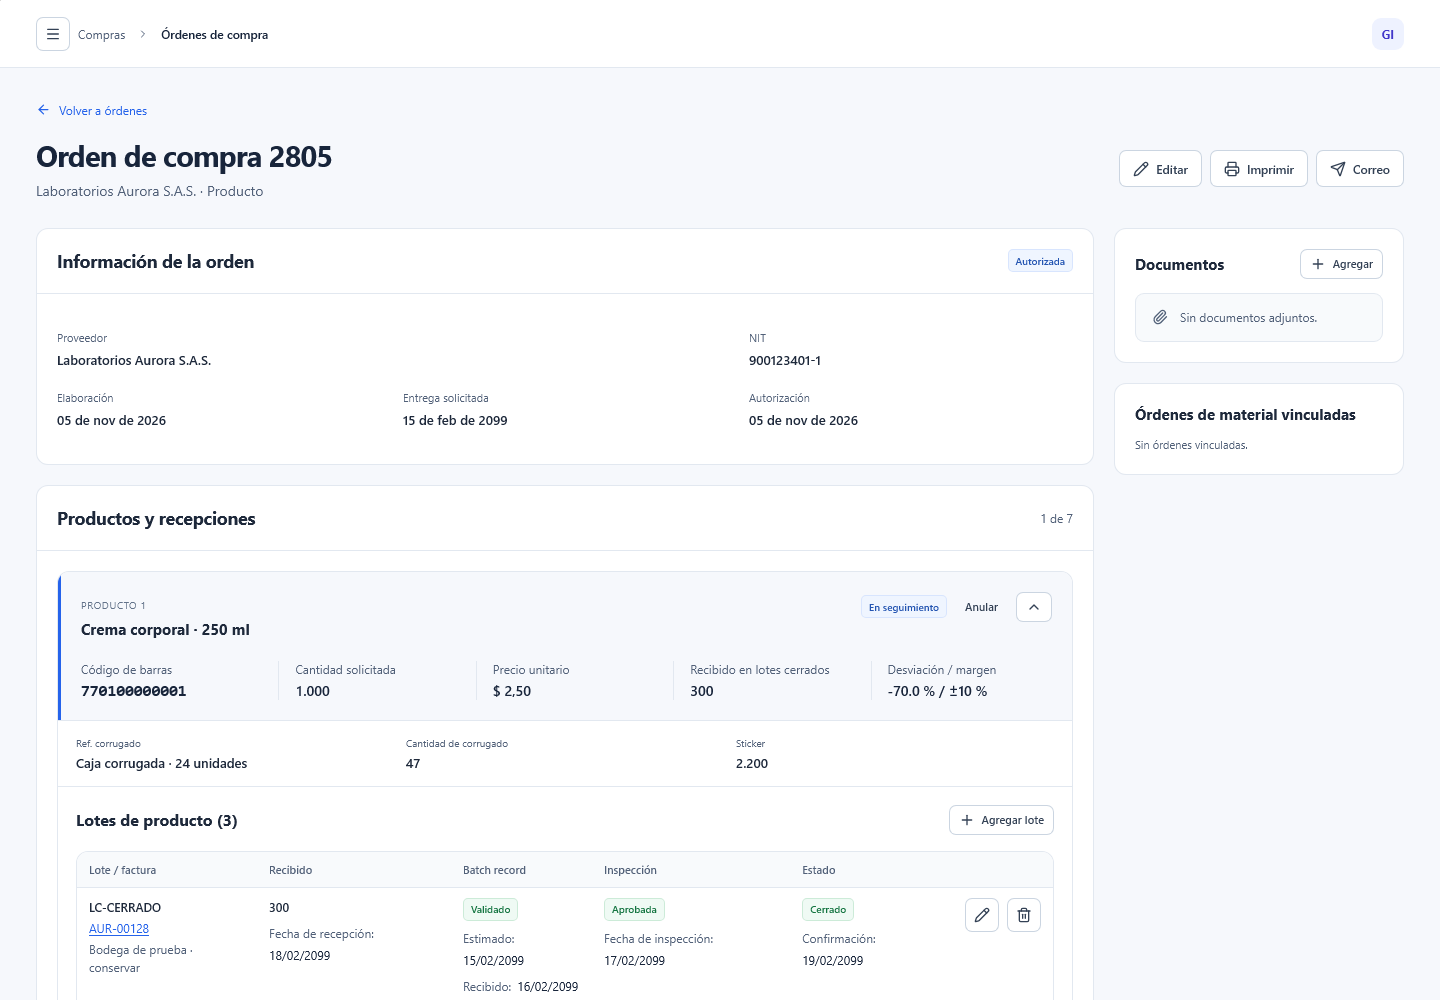 Compras
Órdenes de compra
GI
Volver a órdenes
Orden de compra 2805
Laboratorios Aurora S.A.S. · Producto
Editar
Imprimir
Correo
Información de la orden
Autorizada
Proveedor
Laboratorios Aurora S.A.S.
NIT
900123401-1
Elaboración
05 de nov de 2026
Entrega solicitada
15 de feb de 2099
Autorización
05 de nov de 2026
Documentos
Agregar
Sin documentos adjuntos.
Órdenes de material vinculadas
Sin órdenes vinculadas.
Productos y recepciones
1 de 7
PRODUCTO 1
Crema corporal · 250 ml
En seguimiento
Anular
Código de barras
770100000001
Cantidad solicitada
1.000
Precio unitario
$ 2,50
Recibido en lotes cerrados
300
Desviación / margen
-70.0 % / ±10 %
Ref. corrugado
Caja corrugada · 24 unidades
Cantidad de corrugado
47
Sticker
2.200
Lotes de producto (3)
Agregar lote
Lote / factura
Recibido
Batch record
Inspección
Estado
LC-CERRADO
AUR-00128
Bodega de prueba ·
conservar
300
Fecha de recepción:
18/02/2099
Validado
Estimado:
15/02/2099
Recibido: 16/02/2099
Aprobada
Fecha de inspección:
17/02/2099
Cerrado
Confirmación:
19/02/2099